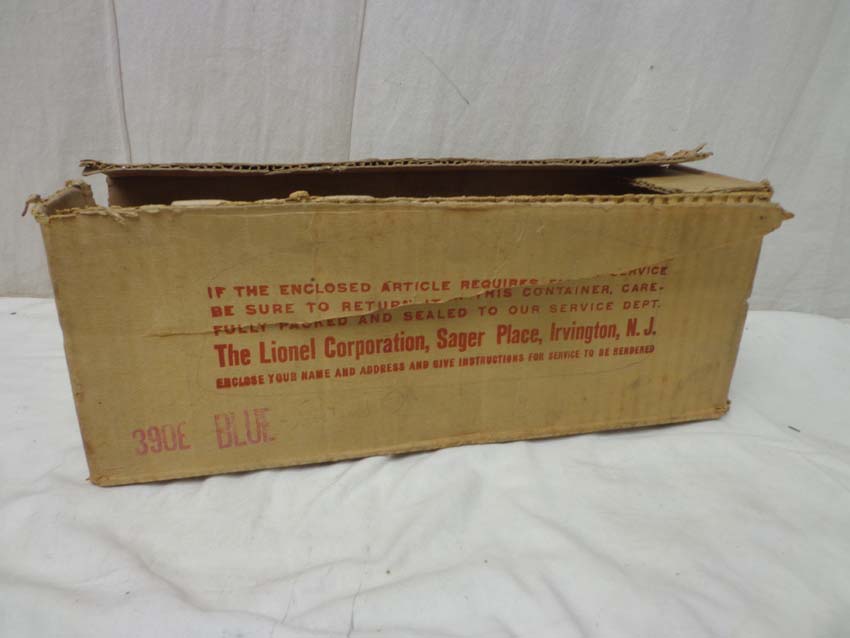 IF THE ENCLOSED ARTICLE REQUIRES SERVICE
BE SURE TO RETURN IT THIS CONTAINER, CARE-
FULLY PACKED AND SEALED TO OUR SERVICE DEPT.
The Lionel Corporation, Sager Place, Irvington, N. J.
ENCLOSE YOUR NAME AND ADDRESS AND GIVE INSTRUCTIONS FOR SERVICE TO BE RENDERED
390E BLUE